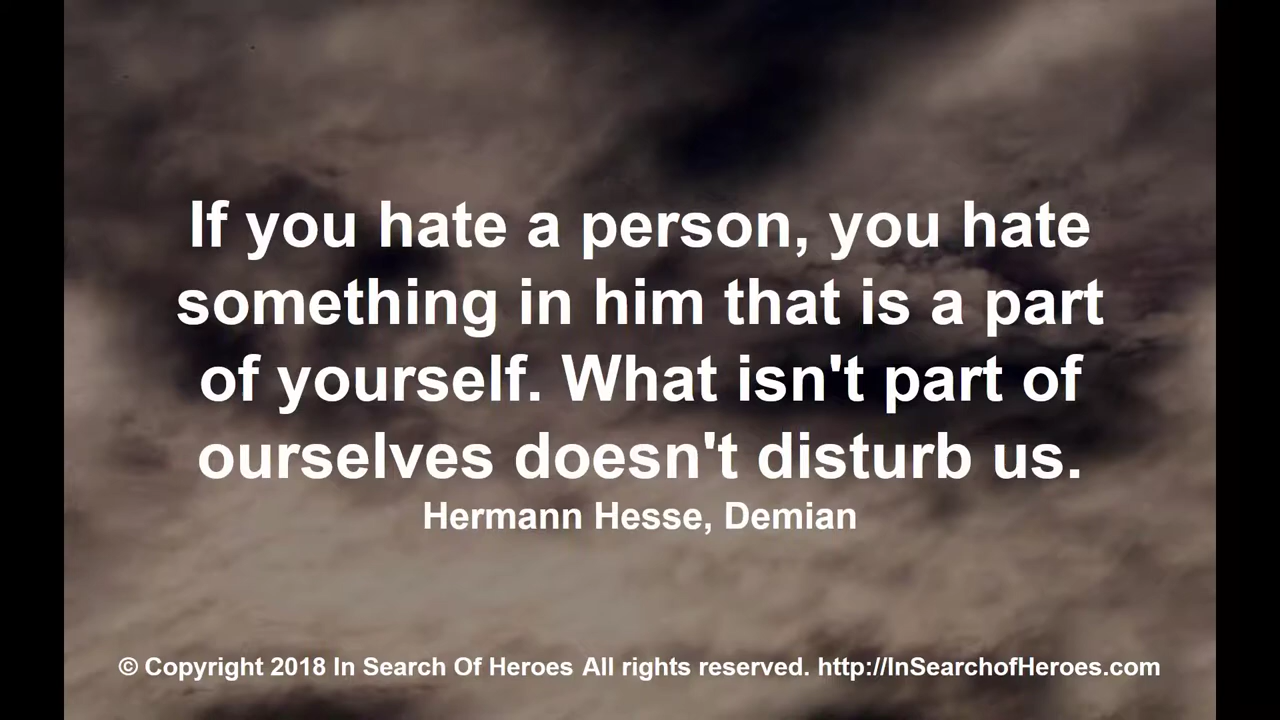 If you hate a person, you hate
something in him that is a part
of yourself. What isn't part of
ourselves doesn't disturb us.
Hermann Hesse, Demian
© Copyright 2018 In Search Of Heroes All rights reserved. http://InSearchofHeroes.com